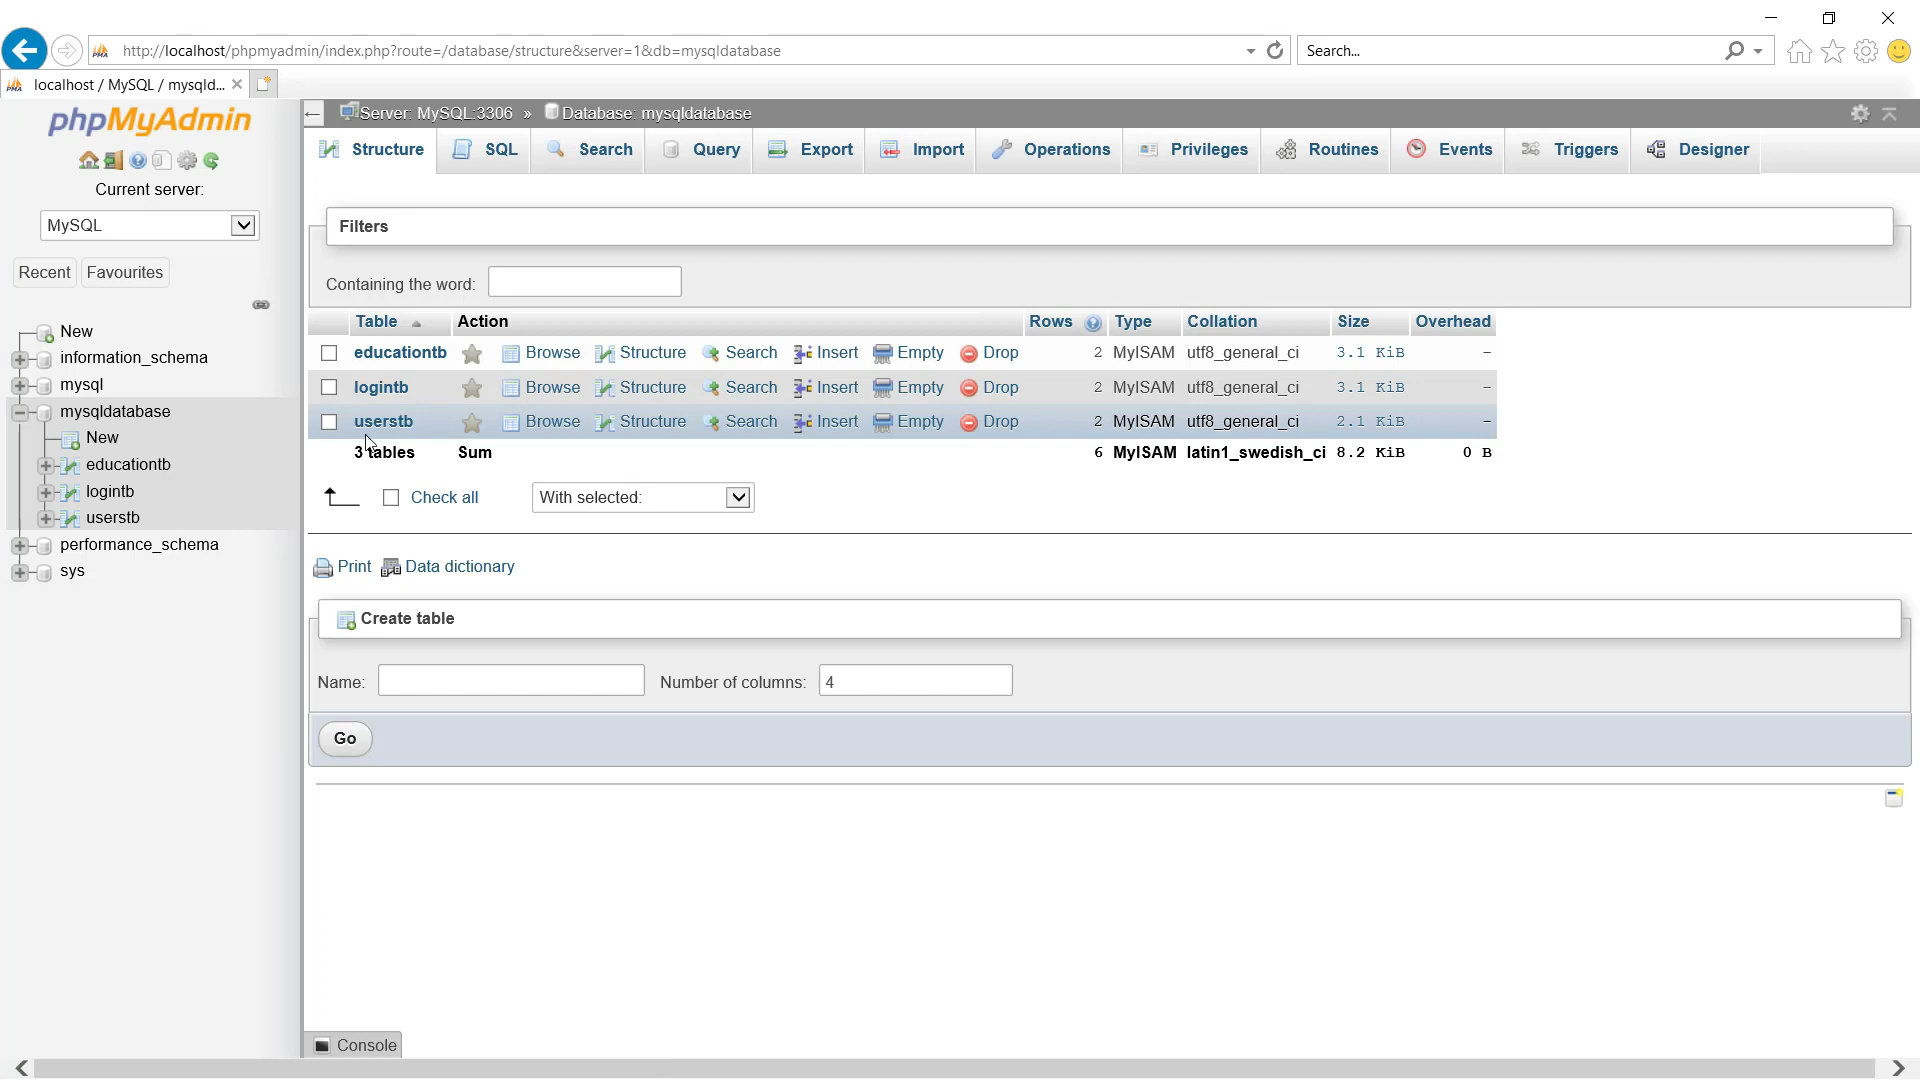 http://localhost/phpmyadmin/index.php?route=/database/structure&server=1&db=mysqldatabase
Search...
localhost / MySQL / mysqld...
phpMyAdmin
Current server:
MySQL
Recent Favourites
New
information_schema
mysql
mysqldatabase
New
educationtb
logintb
userstb
performance_schema
sys
Server: MySQL:3306 » Database: mysqldatabase
Structure SQL Search Query Export Import Operations Privileges Routines Events Triggers Designer
Filters
Containing the word:
Table Action Rows Type Collation Size Overhead
educationtb Browse Structure Search Insert Empty Drop 2 MyISAM utf8_general_ci 3.1 KiB -
logintb Browse Structure Search Insert Empty Drop 2 MyISAM utf8_general_ci 3.1 KiB -
userstb Browse Structure Search Insert Empty Drop 2 MyISAM utf8_general_ci 2.1 KiB -
3 tables Sum 6 MyISAM latin1_swedish_ci 8.2 KiB 0 B
Check all With selected:
Print Data dictionary
Create table
Name: Number of columns: 4
Go
Console